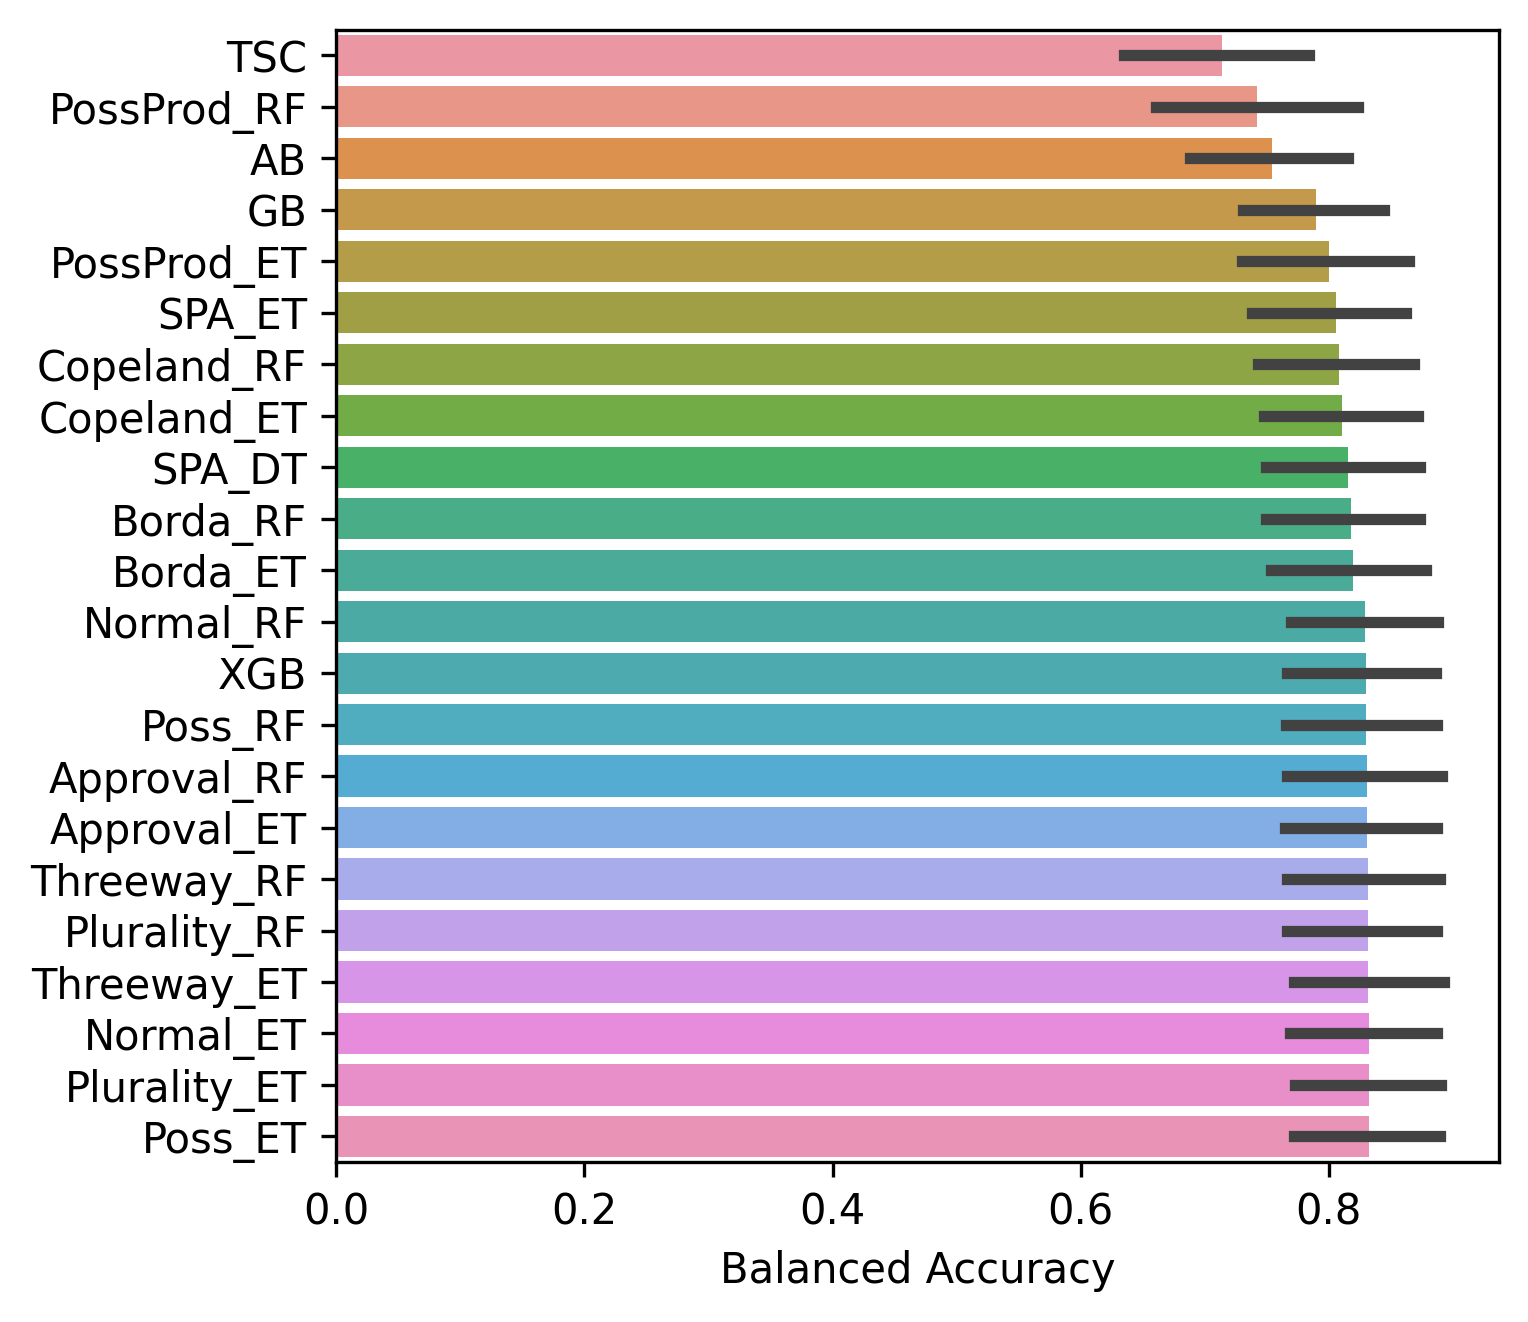 TSC
PossProd_RF
AB
GB
PossProd_ET
SPA_ET
Copeland_RF
Copeland_ET
SPA_DT
Borda_RF
Borda_ET
Normal_RF
XGB
Poss_RF
Approval_RF
Approval_ET
Threeway_RF
Plurality_RF
Threeway_ET
Normal_ET
Plurality_ET
Poss_ET
0.0 0.2 0.4 0.6 0.8
Balanced Accuracy